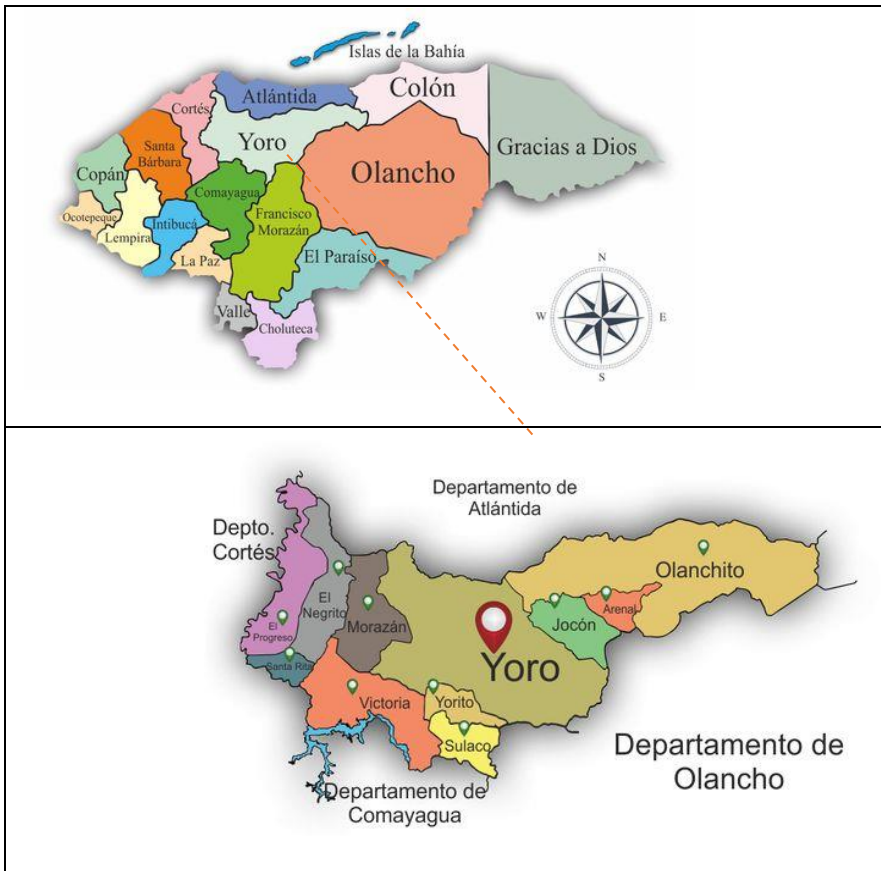 Islas de la Bahía
Atlántida
Colón
Cortés
Yoro
Gracias a Dios
Santa
Bárbara
Copán
Olancho
Comayagua
Ocotepeque
Lempira
Intibucá
Francisco
Morazán
La Paz
El Paraíso
Valle
Choluteca
N
W
E
S
Departamento de
Atlántida
Depto.
Cortés
Olanchito
El
Negrito
Arenal
El
Progreso
Morazán
Jocón
Santa Rita
Yoro
Victoria
Yorito
Sulaco
Departamento de
Olancho
Departamento de
Comayagua